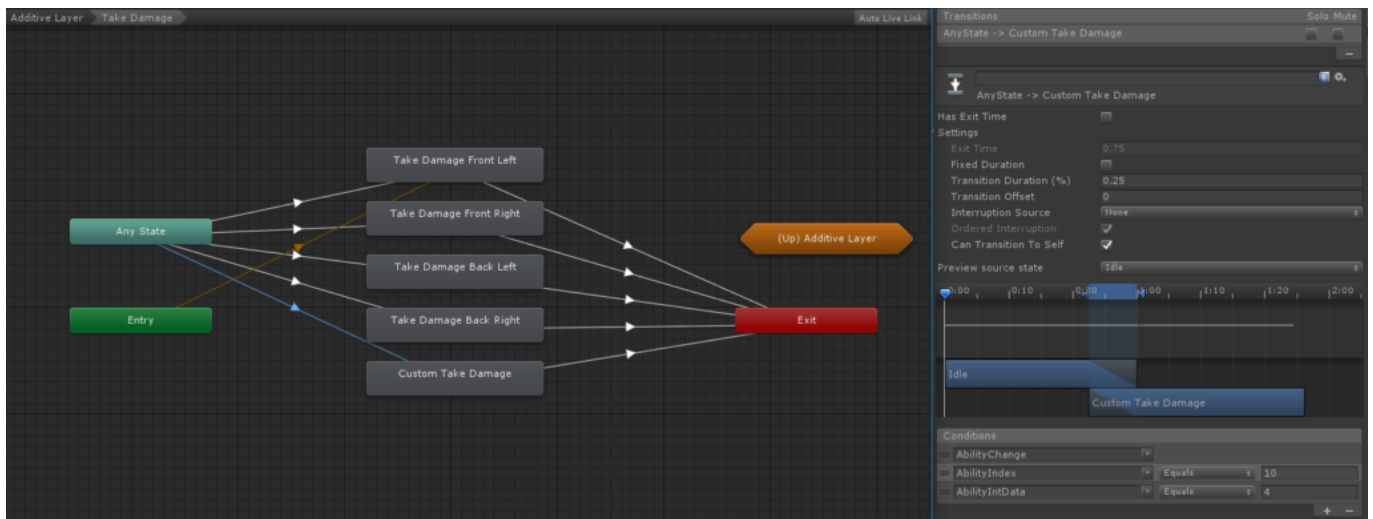 Additive Layer Take Damage Auto Live Link
Take Damage Front Left
Take Damage Front Right
Any State
(Up) Additive Layer
Take Damage Back Left
Entry
Take Damage Back Right
Exit
Custom Take Damage
Transitions Solo Mute
AnyState -> Custom Take Damage
AnyState -> Custom Take Damage
Has Exit Time
Settings
Exit Time 0.75
Fixed Duration
Transition Duration (%) 0.25
Transition Offset 0
Interruption Source None
Ordered Interruption
Can Transition To Self
Preview source state Idle
0:10 1:10 1:20 2:00
Idle
Custom Take Damage
Conditions
AbilityChange
AbilityIndex Equals 10
AbilityIntData Equals 4